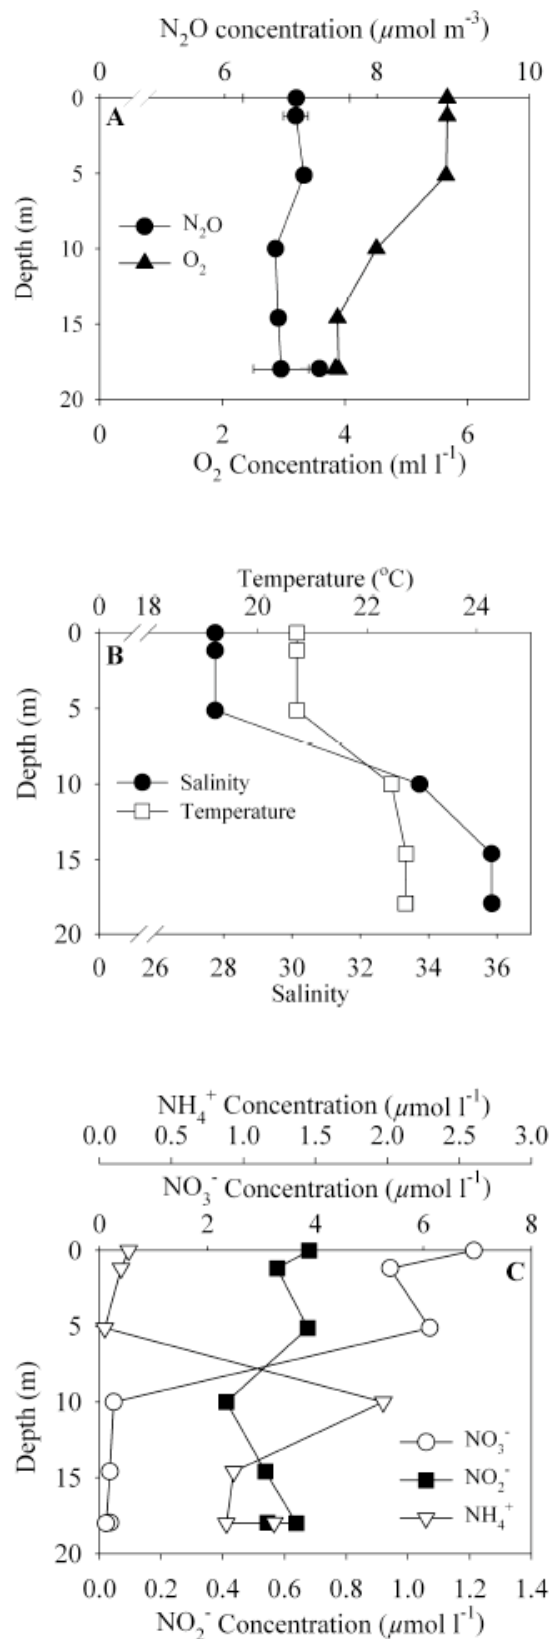 N₂O concentration (μmol m⁻³)
0 6 8 10
0
A
5
N₂O
O₂
10
15
20
Depth (m)
0 2 4 6
O₂ Concentration (ml l⁻¹)
Temperature (°C)
0 18 20 22 24
0
B
5
10
Salinity
Temperature
15
20
Depth (m)
0 26 28 30 32 34 36
Salinity
NH₄⁺ Concentration (μmol l⁻¹)
0.0 0.5 1.0 1.5 2.0 2.5 3.0
NO₃⁻ Concentration (μmol l⁻¹)
0 2 4 6 8
0
C
5
10
NO₃⁻
NO₂⁻
15
NH₄⁺
20
Depth (m)
0.0 0.2 0.4 0.6 0.8 1.0 1.2 1.4
NO₂⁻ Concentration (μmol l⁻¹)